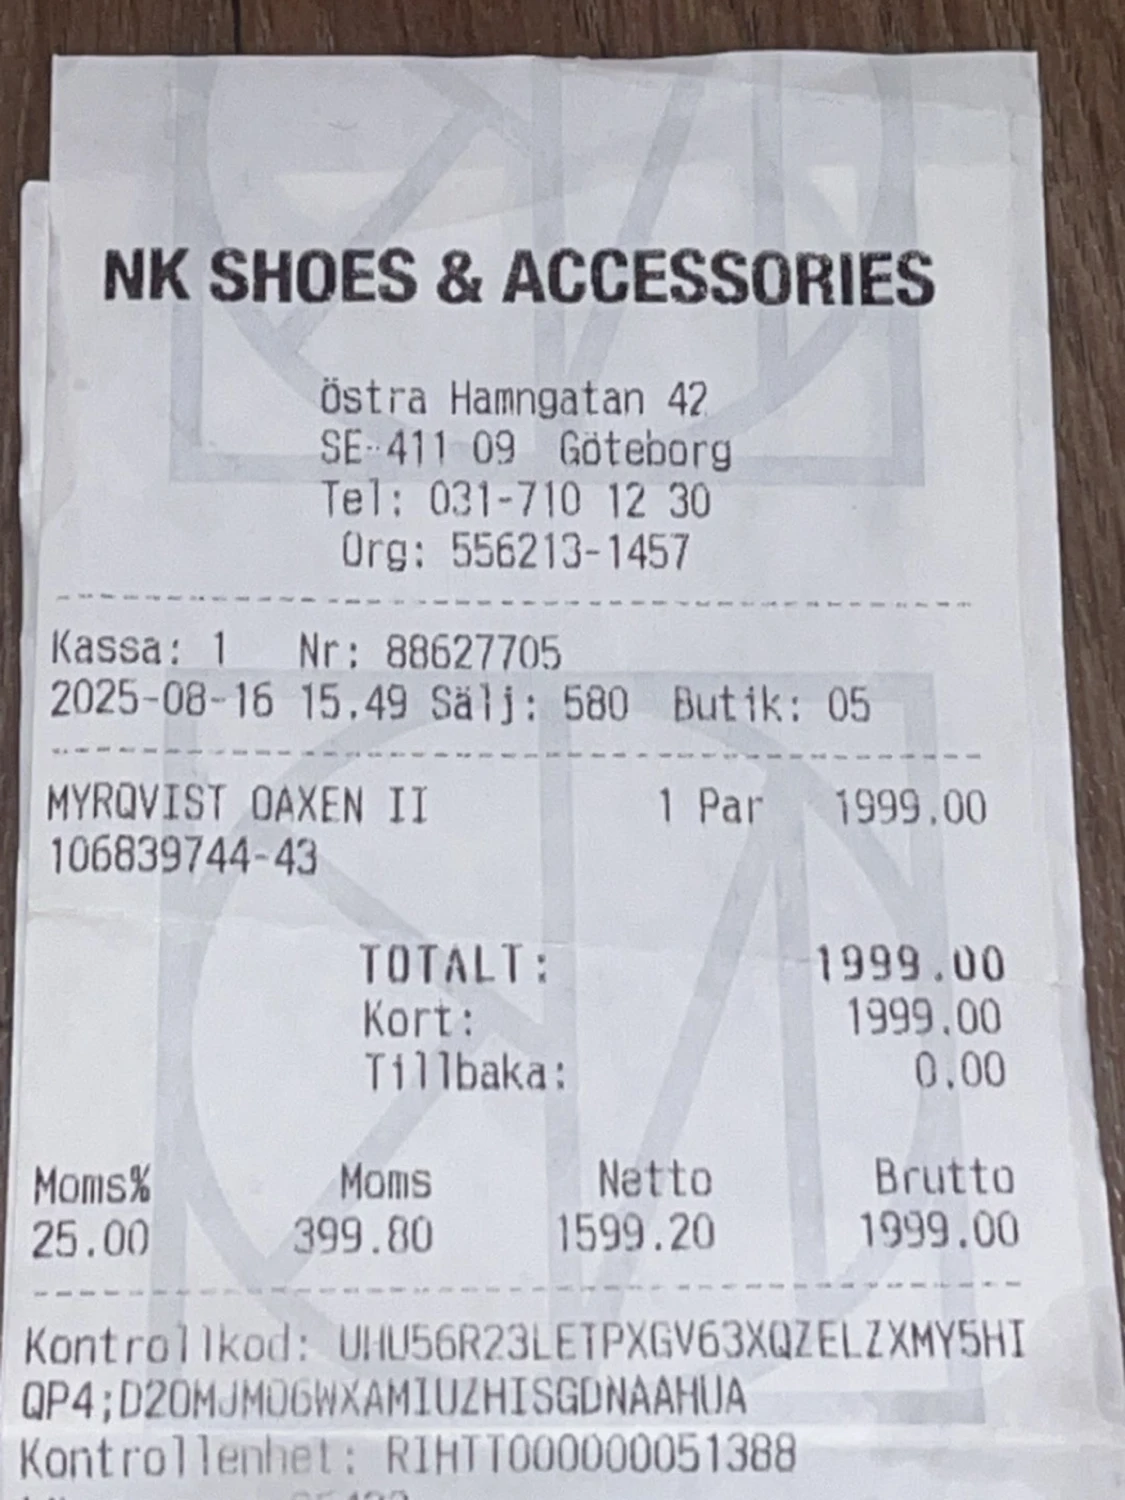 NK SHOES & ACCESSORIES
Östra Hamngatan 42
SE-411 09 Göteborg
Tel: 031-710 12 30
Org: 556213-1457
Kassa: 1 Nr: 88627705
2025-08-16 15.49 Sälj: 580 Butik: 05
MYRQVIST OAXEN II 1 Par 1999.00
106839744-43
TOTALT: 1999.00
Kort: 1999.00
Tillbaka: 0.00
Moms% Moms Netto Brutto
25.00 399.80 1599.20 1999.00
Kontrollkod: UHU56R23LETPXGV63XQZELZXMY5HI
QP4;D2OMJMOGWXAMIUZHISGDNAAHUA
Kontrollenhet: RIHTT000000051388